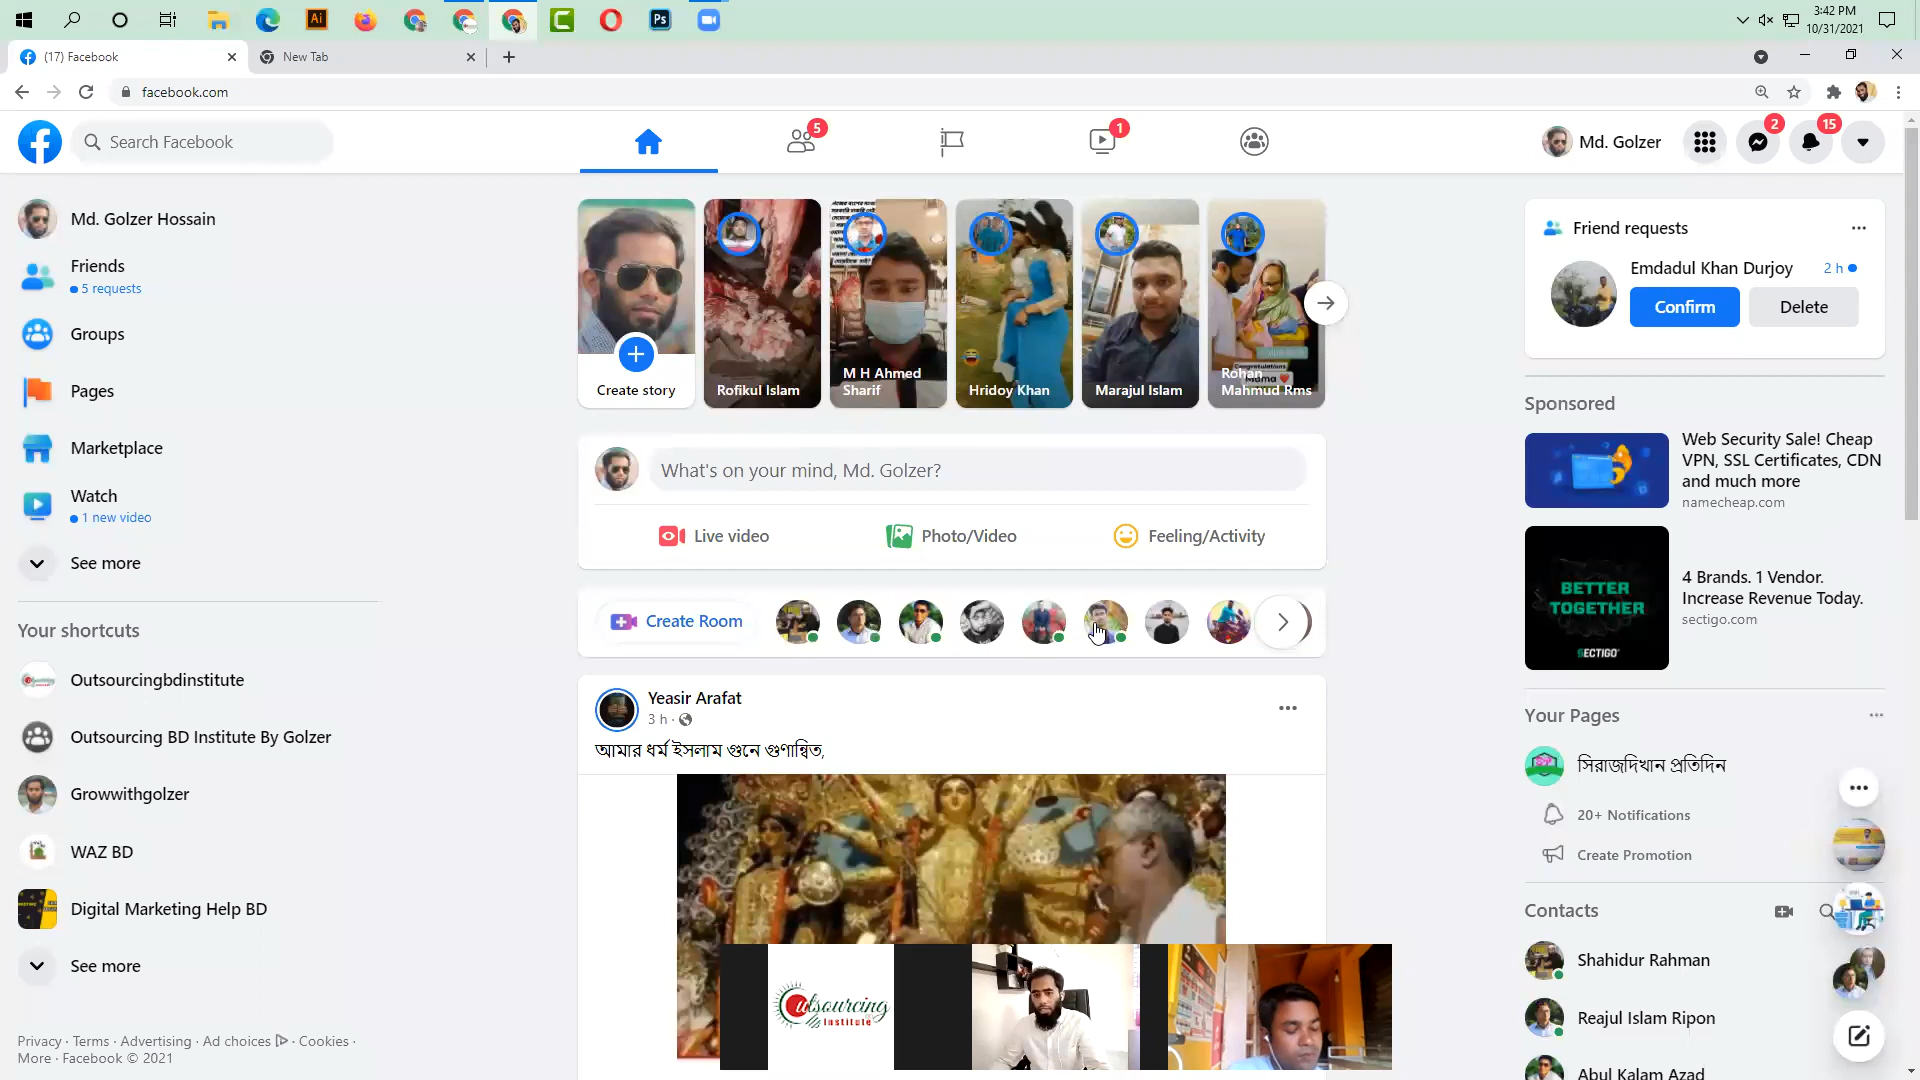 3:42 PM
10/31/2021
(17) Facebook
New Tab
facebook.com
Search Facebook
5
1
Md. Golzer
2
15
Md. Golzer Hossain
Friends
5 requests
Groups
Pages
Marketplace
Watch
1 new video
See more
Your shortcuts
Outsourcingbdinstitute
Outsourcing BD Institute By Golzer
Growwithgolzer
WAZ BD
Digital Marketing Help BD
See more
Privacy · Terms · Advertising · Ad choices · Cookies ·
More · Facebook © 2021
Create story
Rofikul Islam
M H Ahmed
Sharif
Hridoy Khan
Marajul Islam
Rohan
Mahmud Rms
What's on your mind, Md. Golzer?
Live video
Photo/Video
Feeling/Activity
Create Room
Yeasir Arafat
3 h ·
আমার ধর্ম ইসলাম গুনে গুণান্বিত,
Outsourcing
Institute
Friend requests
Emdadul Khan Durjoy
2 h
Confirm
Delete
Sponsored
Web Security Sale! Cheap
VPN, SSL Certificates, CDN
and much more
namecheap.com
BETTER
TOGETHER
SECTIGO
4 Brands. 1 Vendor.
Increase Revenue Today.
sectigo.com
Your Pages
সিরাজদিখান প্রতিদিন
20+ Notifications
Create Promotion
Contacts
Shahidur Rahman
Reajul Islam Ripon
Abul Kalam Azad